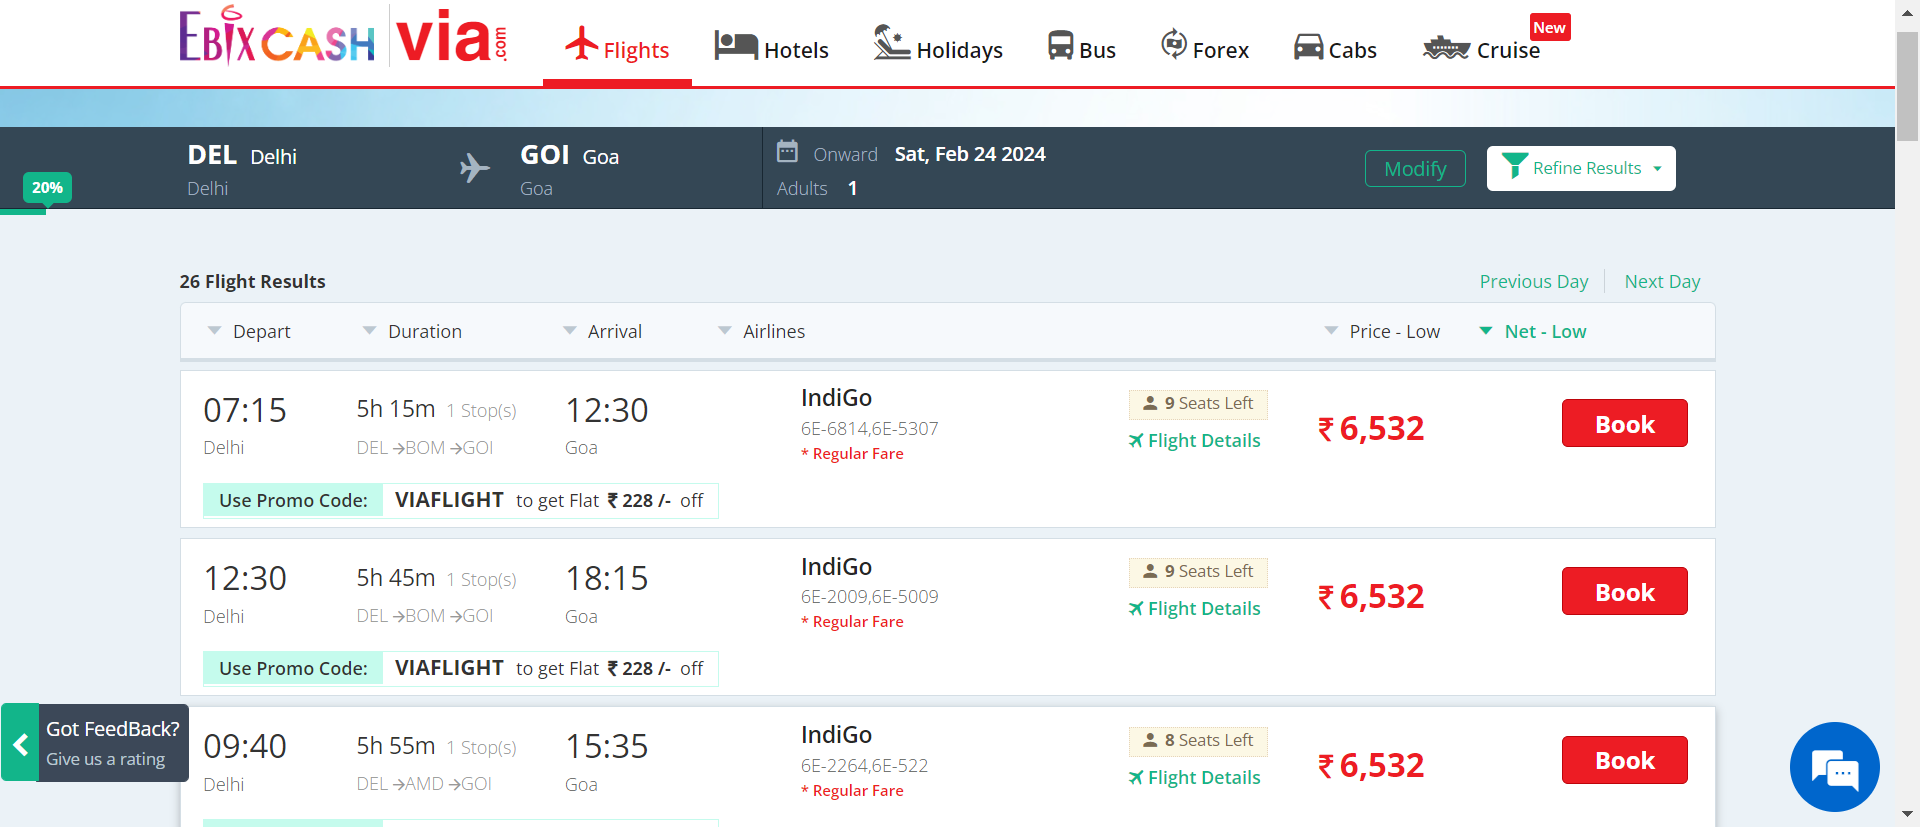 EBIXCASH via.com Flights Hotels Holidays Bus Forex Cabs Cruise New
DEL Delhi GOI Goa Onward Sat, Feb 24 2024 Modify Refine Results
Delhi Goa Adults 1
20%
26 Flight Results Previous Day Next Day
Depart Duration Arrival Airlines Price - Low Net - Low
07:15 5h 15m 1 Stop(s) 12:30 IndiGo 9 Seats Left ₹ 6,532 Book
Delhi DEL →BOM →GOI Goa 6E-6814,6E-5307 Flight Details
* Regular Fare
Use Promo Code: VIAFLIGHT to get Flat ₹ 228 /- off
12:30 5h 45m 1 Stop(s) 18:15 IndiGo 9 Seats Left ₹ 6,532 Book
Delhi DEL →BOM →GOI Goa 6E-2009,6E-5009 Flight Details
* Regular Fare
Use Promo Code: VIAFLIGHT to get Flat ₹ 228 /- off
Got FeedBack?
Give us a rating
09:40 5h 55m 1 Stop(s) 15:35 IndiGo 8 Seats Left ₹ 6,532 Book
Delhi DEL →AMD →GOI Goa 6E-2264,6E-522 Flight Details
* Regular Fare